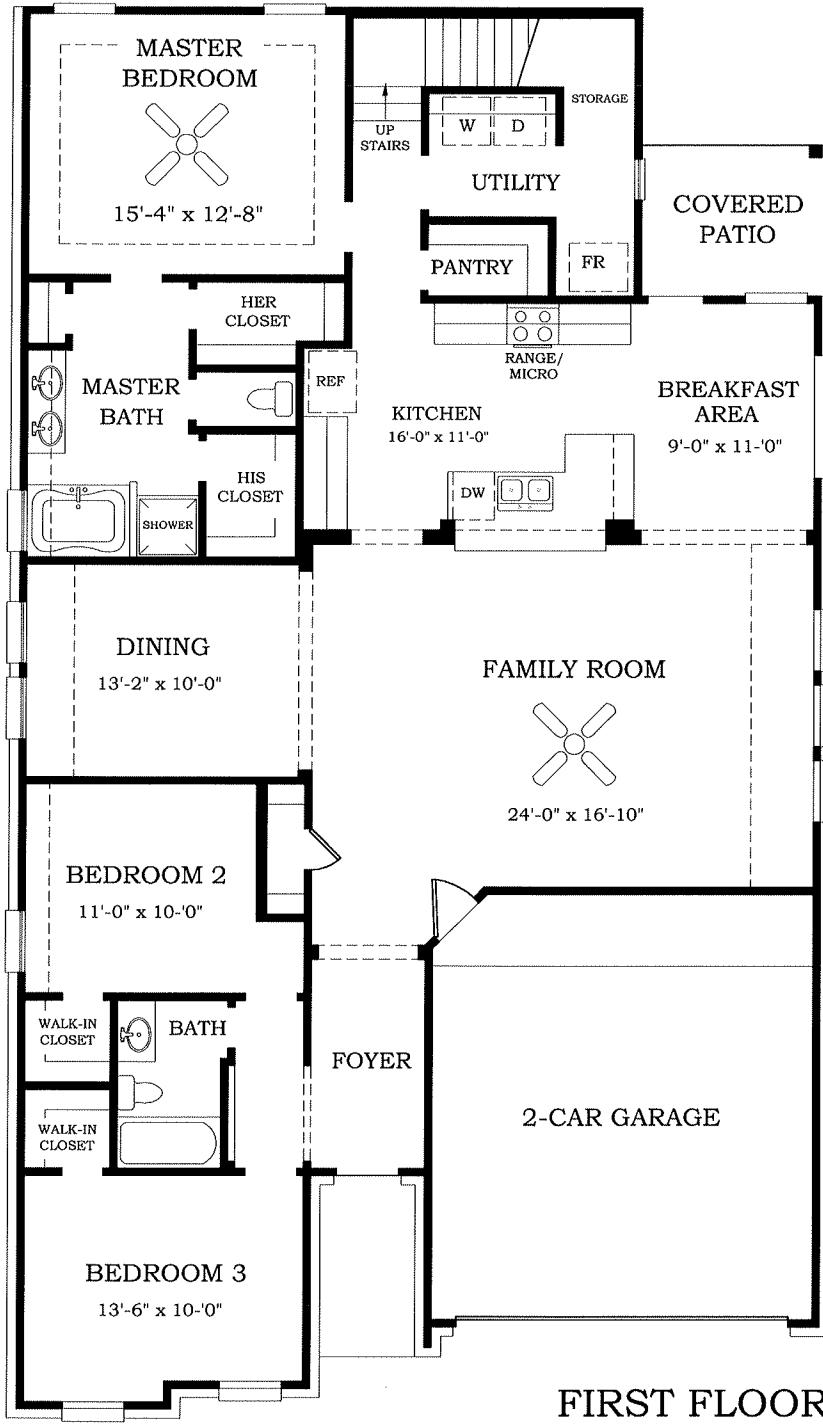 MASTER
BEDROOM
15'-4" x 12'-8"
UP
STAIRS
W
D
STORAGE
UTILITY
COVERED
PATIO
PANTRY
FR
HER
CLOSET
RANGE/
MICRO
REF
MASTER
BATH
KITCHEN
16'-0" x 11'-0"
BREAKFAST
AREA
9'-0" x 11-'0"
HIS
CLOSET
DW
SHOWER
DINING
13'-2" x 10'-0"
FAMILY ROOM
24'-0" x 16'-10"
BEDROOM 2
11'-0" x 10-'0"
WALK-IN
CLOSET
BATH
FOYER
2-CAR GARAGE
WALK-IN
CLOSET
BEDROOM 3
13'-6" x 10-'0"
FIRST FLOOR